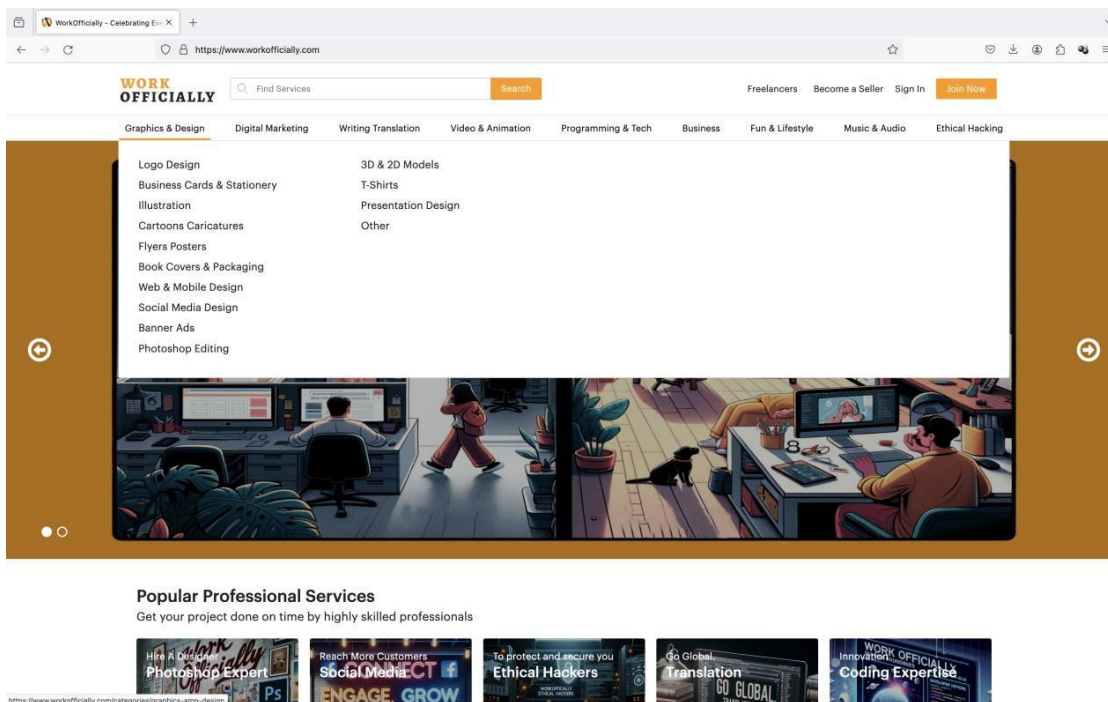 WorkOfficially - Celebrating Eve
https://www.workofficially.com
WORK
OFFICIALLY
Find Services
Search
Freelancers
Become a Seller
Sign In
Join Now
Graphics & Design
Digital Marketing
Writing Translation
Video & Animation
Programming & Tech
Business
Fun & Lifestyle
Music & Audio
Ethical Hacking
Logo Design
Business Cards & Stationery
Illustration
Cartoons Caricatures
Flyers Posters
Book Covers & Packaging
Web & Mobile Design
Social Media Design
Banner Ads
Photoshop Editing
3D & 2D Models
T-Shirts
Presentation Design
Other
Popular Professional Services
Get your project done on time by highly skilled professionals
Hire A Designer
Photoshop Expert
Ps
Reach More Customers
Social Media
CONNECT
ENGAGE GROW
To protect and secure you
Ethical Hackers
Go Global
Translation
GO GLOBAL
Innovation
Coding Expertise
WORK OFFICIALLY
https://www.workofficially.com/categories/graphics-amp-design